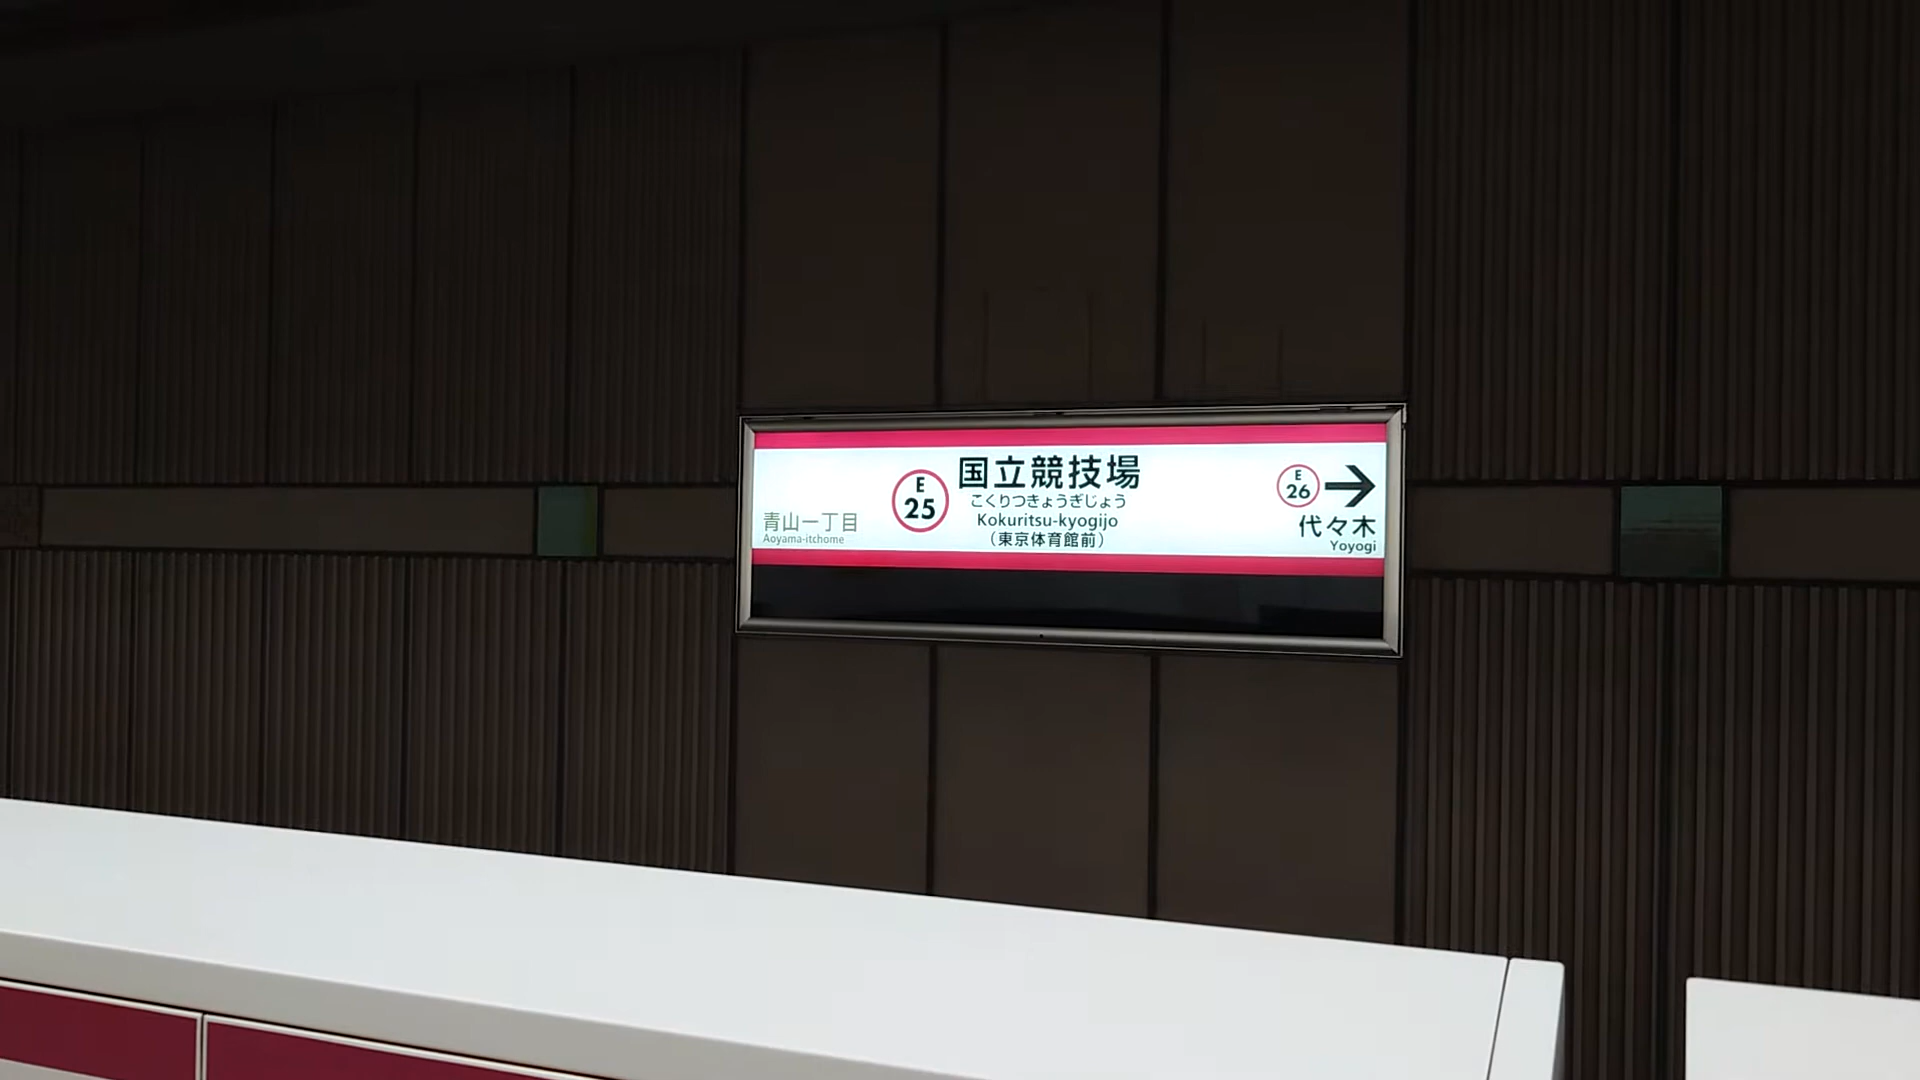 青山一丁目
Aoyama-itchome
E
25
国立競技場
こくりつきょうぎじょう
Kokuritsu-kyogijo
（東京体育館前）
E
26
代々木
Yoyogi